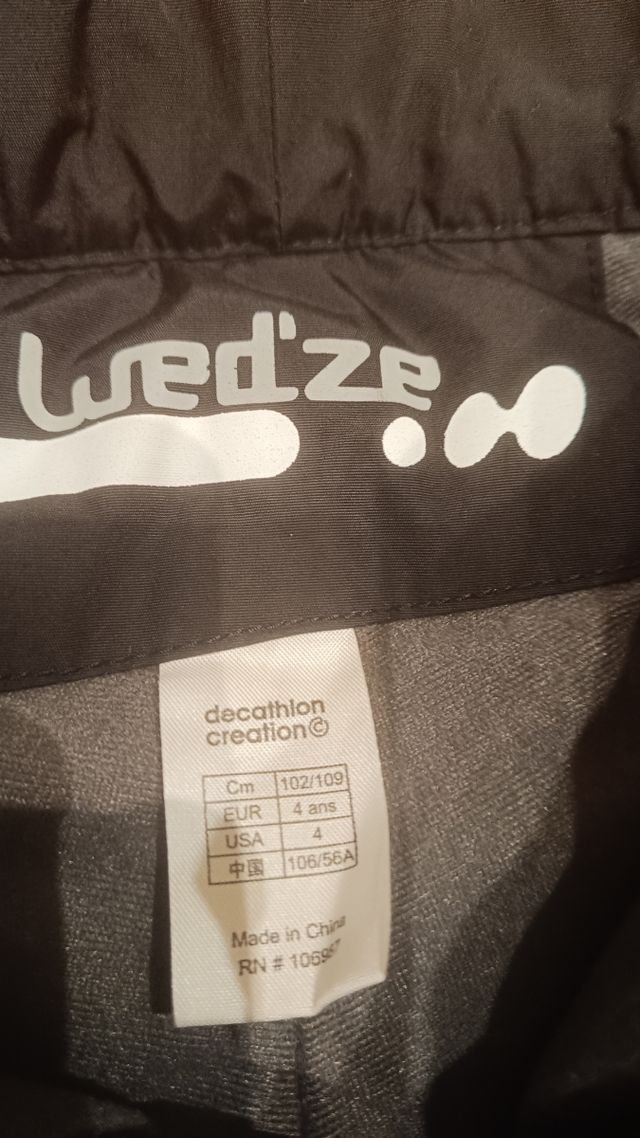 wed'ze
decathlon
creation©
Cm 102/109
EUR 4 ans
USA 4
中国 106/56A
Made in China
RN #